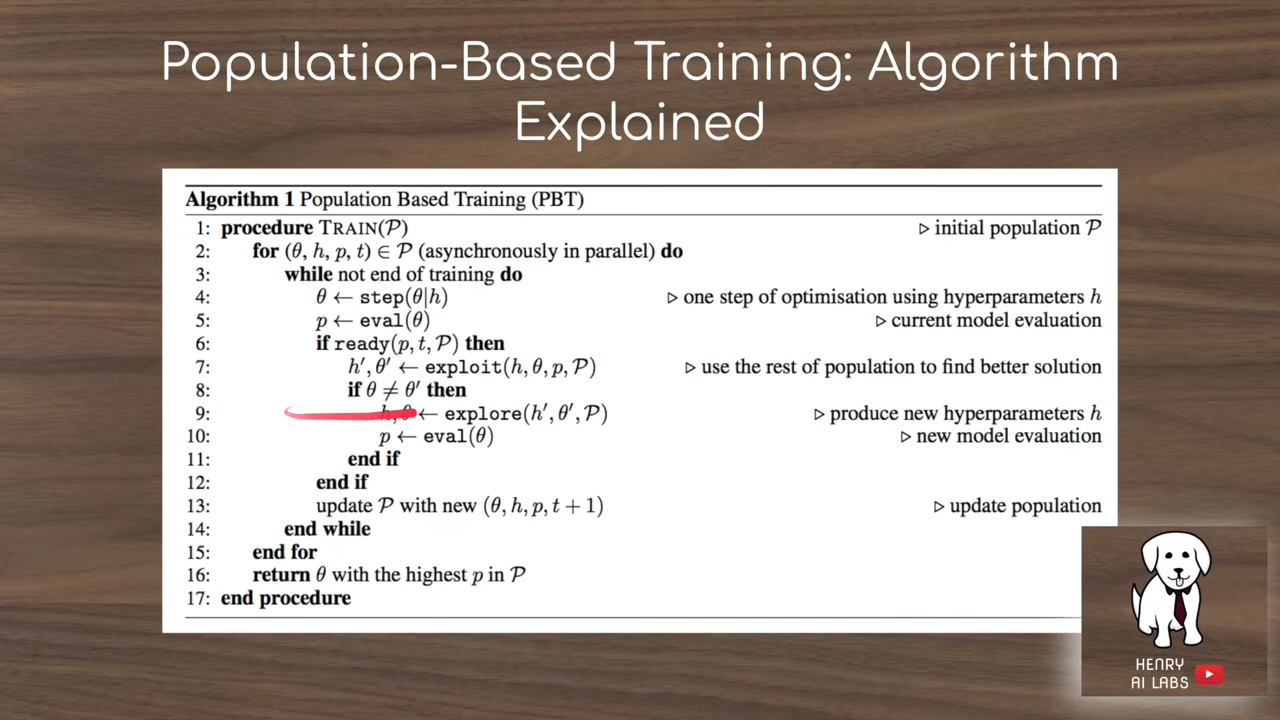 Population-Based Training: Algorithm
Explained
Algorithm 1 Population Based Training (PBT)
1: procedure TRAIN(𝒫) ▷ initial population 𝒫
2: for (θ, h, p, t) ∈ 𝒫 (asynchronously in parallel) do
3: while not end of training do
4: θ ← step(θ|h) ▷ one step of optimisation using hyperparameters h
5: p ← eval(θ) ▷ current model evaluation
6: if ready(p, t, 𝒫) then
7: h′, θ′ ← exploit(h, θ, p, 𝒫) ▷ use the rest of population to find better solution
8: if θ ≠ θ′ then
9: h, θ ← explore(h′, θ′, 𝒫) ▷ produce new hyperparameters h
10: p ← eval(θ) ▷ new model evaluation
11: end if
12: end if
13: update 𝒫 with new (θ, h, p, t + 1) ▷ update population
14: end while
15: end for
16: return θ with the highest p in 𝒫
17: end procedure
HENRY
AI LABS